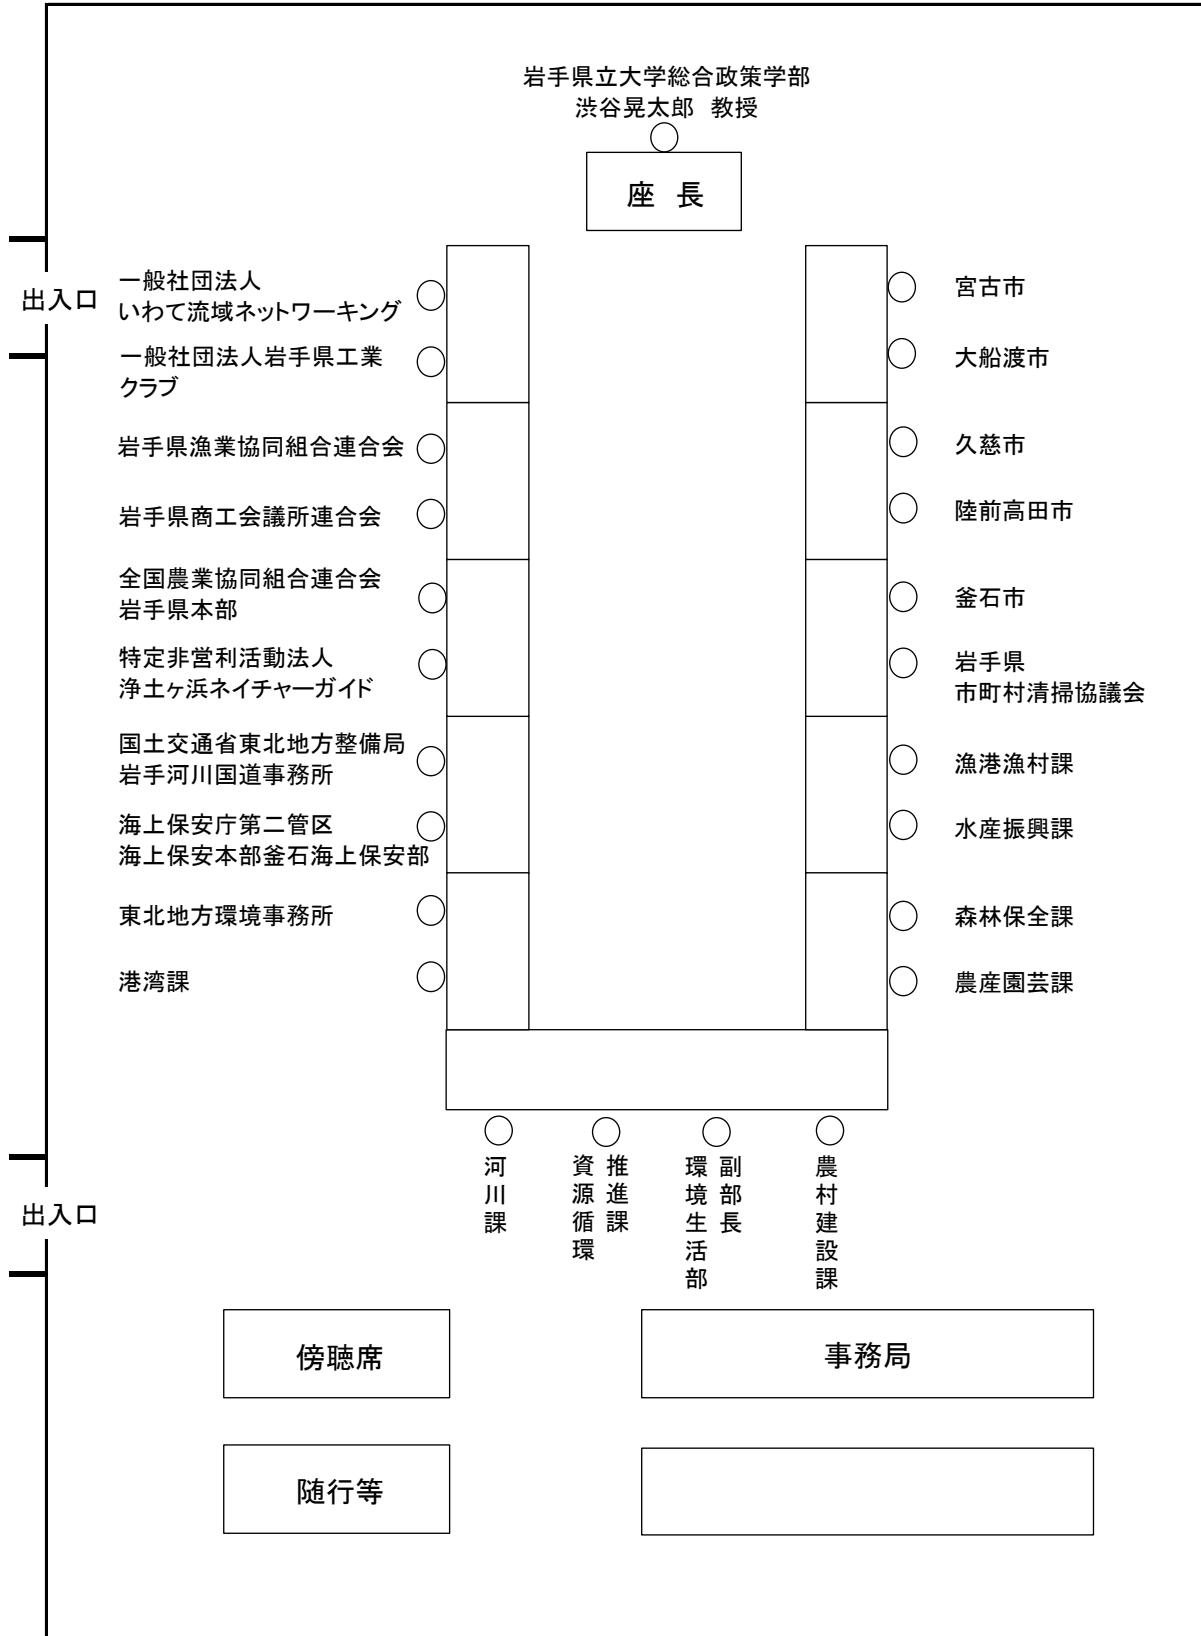 岩手県立大学総合政策学部
渋谷晃太郎 教授
座 長
出入口
一般社団法人
いわて流域ネットワーキング
一般社団法人岩手県工業
クラブ
岩手県漁業協同組合連合会
岩手県商工会議所連合会
全国農業協同組合連合会
岩手県本部
特定非営利活動法人
浄土ヶ浜ネイチャーガイド
国土交通省東北地方整備局
岩手河川国道事務所
海上保安庁第二管区
海上保安本部釜石海上保安部
東北地方環境事務所
港湾課
宮古市
大船渡市
久慈市
陸前高田市
釜石市
岩手県
市町村清掃協議会
漁港漁村課
水産振興課
森林保全課
農産園芸課
出入口
河川課
資源循環
推進課
環境生活部
副部長
農村建設課
傍聴席
事務局
随行等